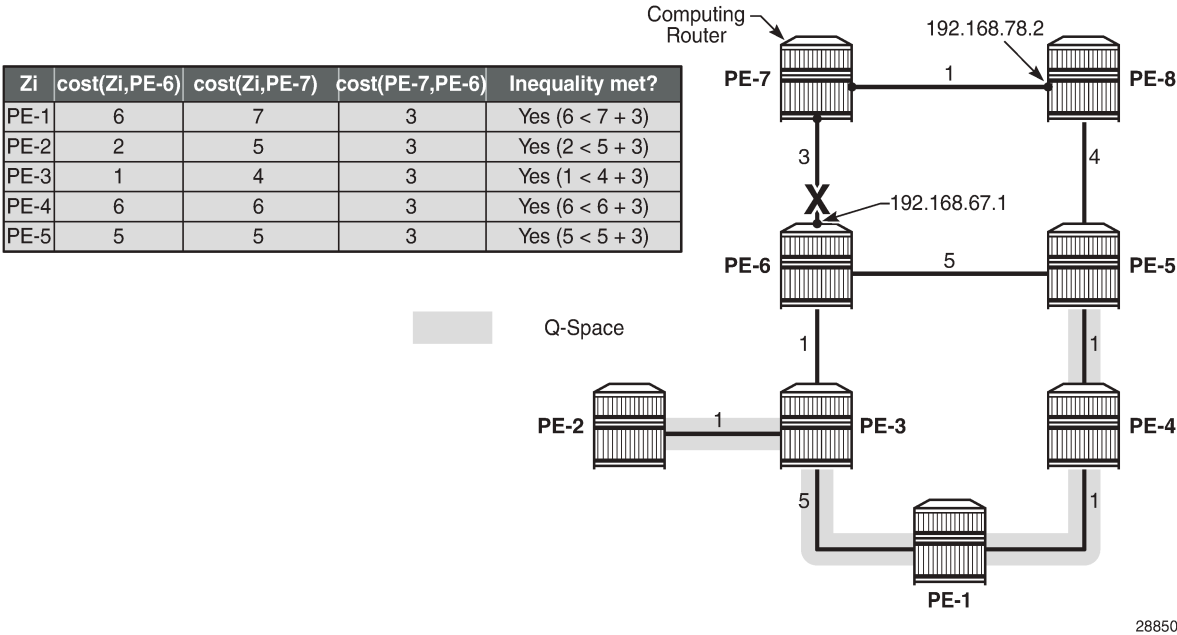 Computing
Router
192.168.78.2
PE-7
1
PE-8
Zi cost(Zi,PE-6) cost(Zi,PE-7) cost(PE-7,PE-6) Inequality met?
PE-1 6 7 3 Yes (6 < 7 + 3)
PE-2 2 5 3 Yes (2 < 5 + 3)
PE-3 1 4 3 Yes (1 < 4 + 3)
PE-4 6 6 3 Yes (6 < 6 + 3)
PE-5 5 5 3 Yes (5 < 5 + 3)
3
4
X
192.168.67.1
PE-6
5
PE-5
Q-Space
1
1
PE-2
1
PE-3
PE-4
5
1
PE-1
28850